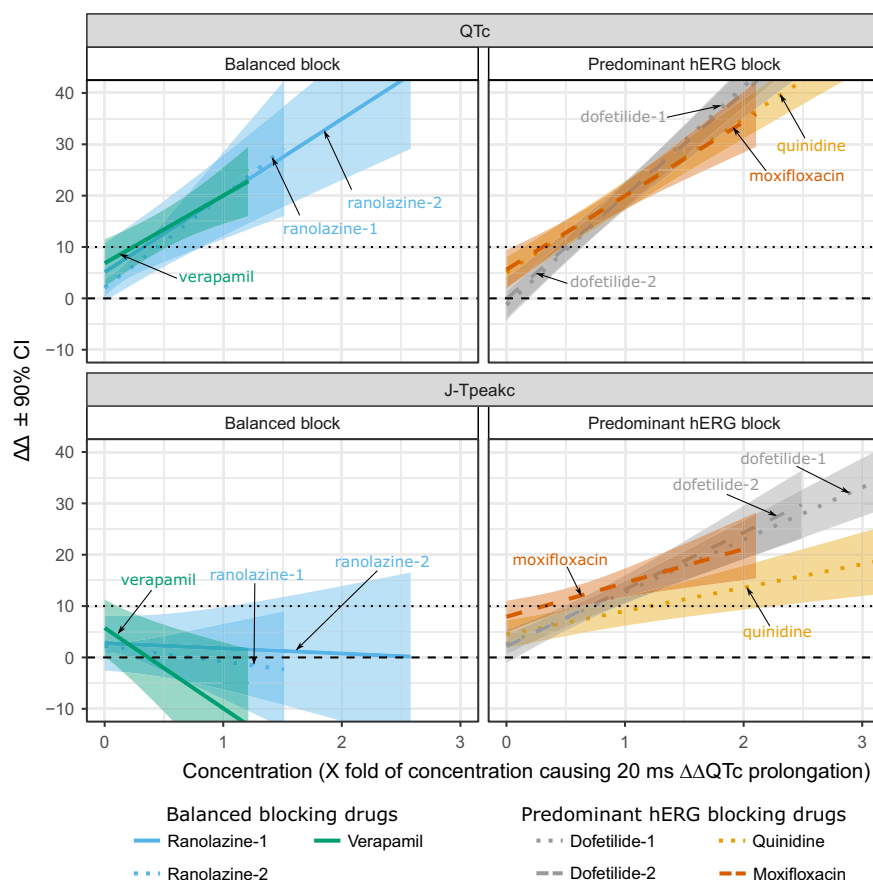 QTc
Balanced block
Predominant hERG block
40
30
20
10
0
−10
dofetilide-1
quinidine
moxifloxacin
ranolazine-2
ranolazine-1
verapamil
dofetilide-2
ΔΔ ± 90% CI
J-Tpeakc
Balanced block
Predominant hERG block
40
30
20
10
0
−10
dofetilide-1
dofetilide-2
moxifloxacin
ranolazine-2
ranolazine-1
verapamil
quinidine
0 1 2 3 0 1 2 3
Concentration (X fold of concentration causing 20 ms ΔΔQTc prolongation)
Balanced blocking drugs
Predominant hERG blocking drugs
Ranolazine-1 Verapamil Dofetilide-1 Quinidine
Ranolazine-2 Dofetilide-2 Moxifloxacin